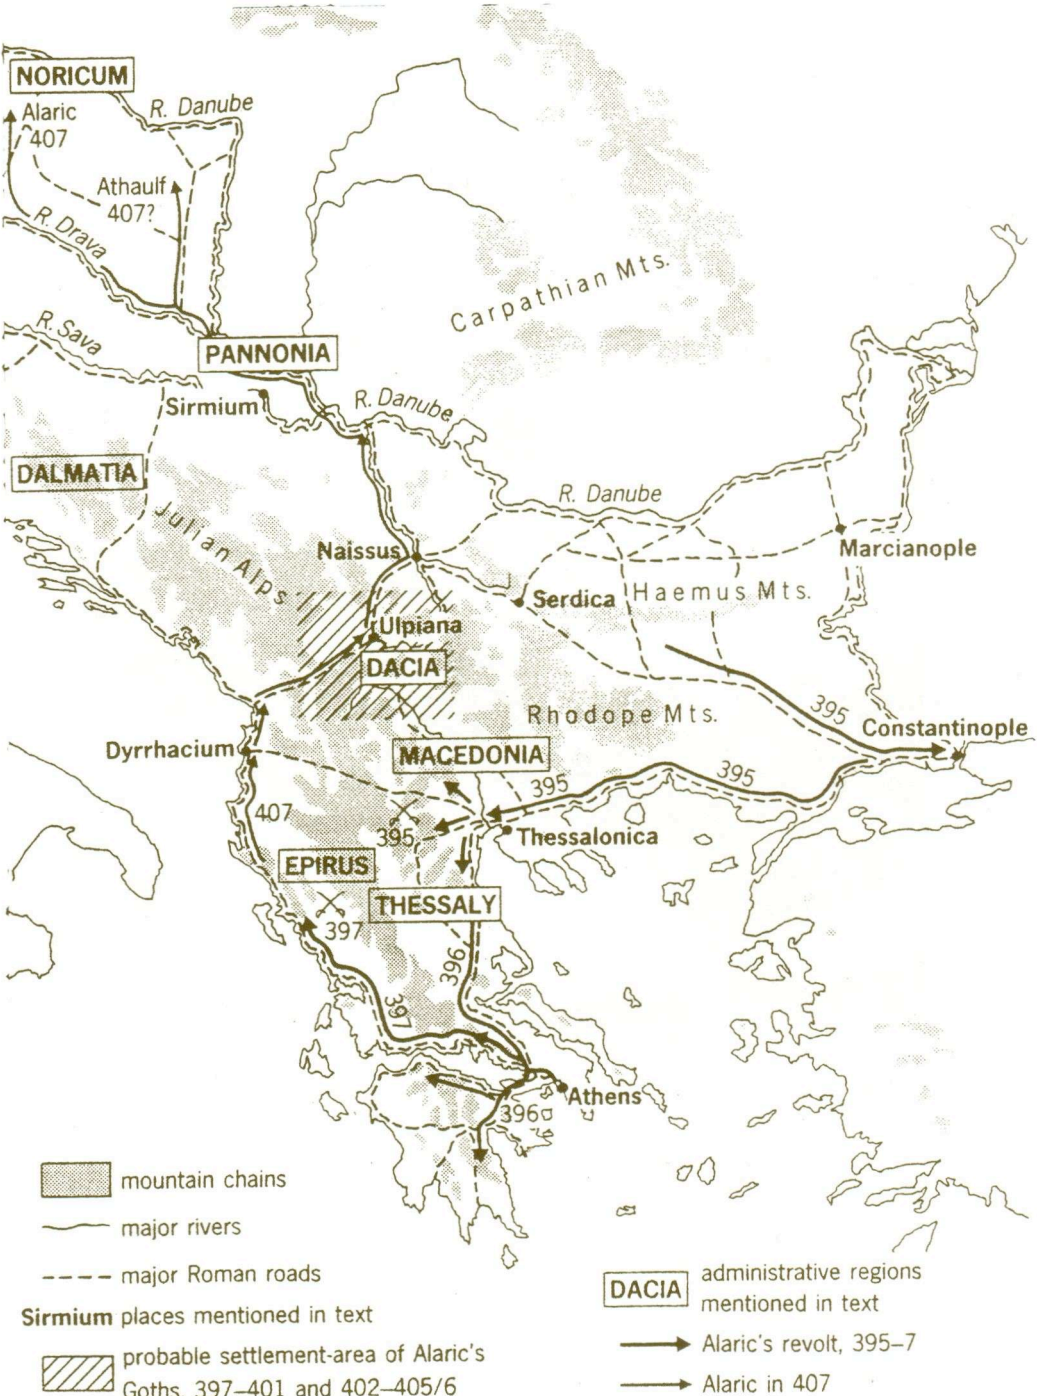 NORICUM
Alaric
407
R. Danube
Athaulf
407?
R. Drava
Carpathian Mts.
R. Sava
PANNONIA
Sirmium
R. Danube
DALMATIA
R. Danube
Julian Alps
Naissus
Marcianople
Serdica
Haemus Mts.
Ulpiana
DACIA
Rhodope Mts.
395
Constantinople
Dyrrhacium
MACEDONIA
395
395
407
395
Thessalonica
EPIRUS
THESSALY
397
396
397
Athens
396
mountain chains
major rivers
major Roman roads
Sirmium places mentioned in text
probable settlement-area of Alaric's
Goths, 397–401 and 402–405/6
DACIA
administrative regions
mentioned in text
Alaric's revolt, 395–7
Alaric in 407